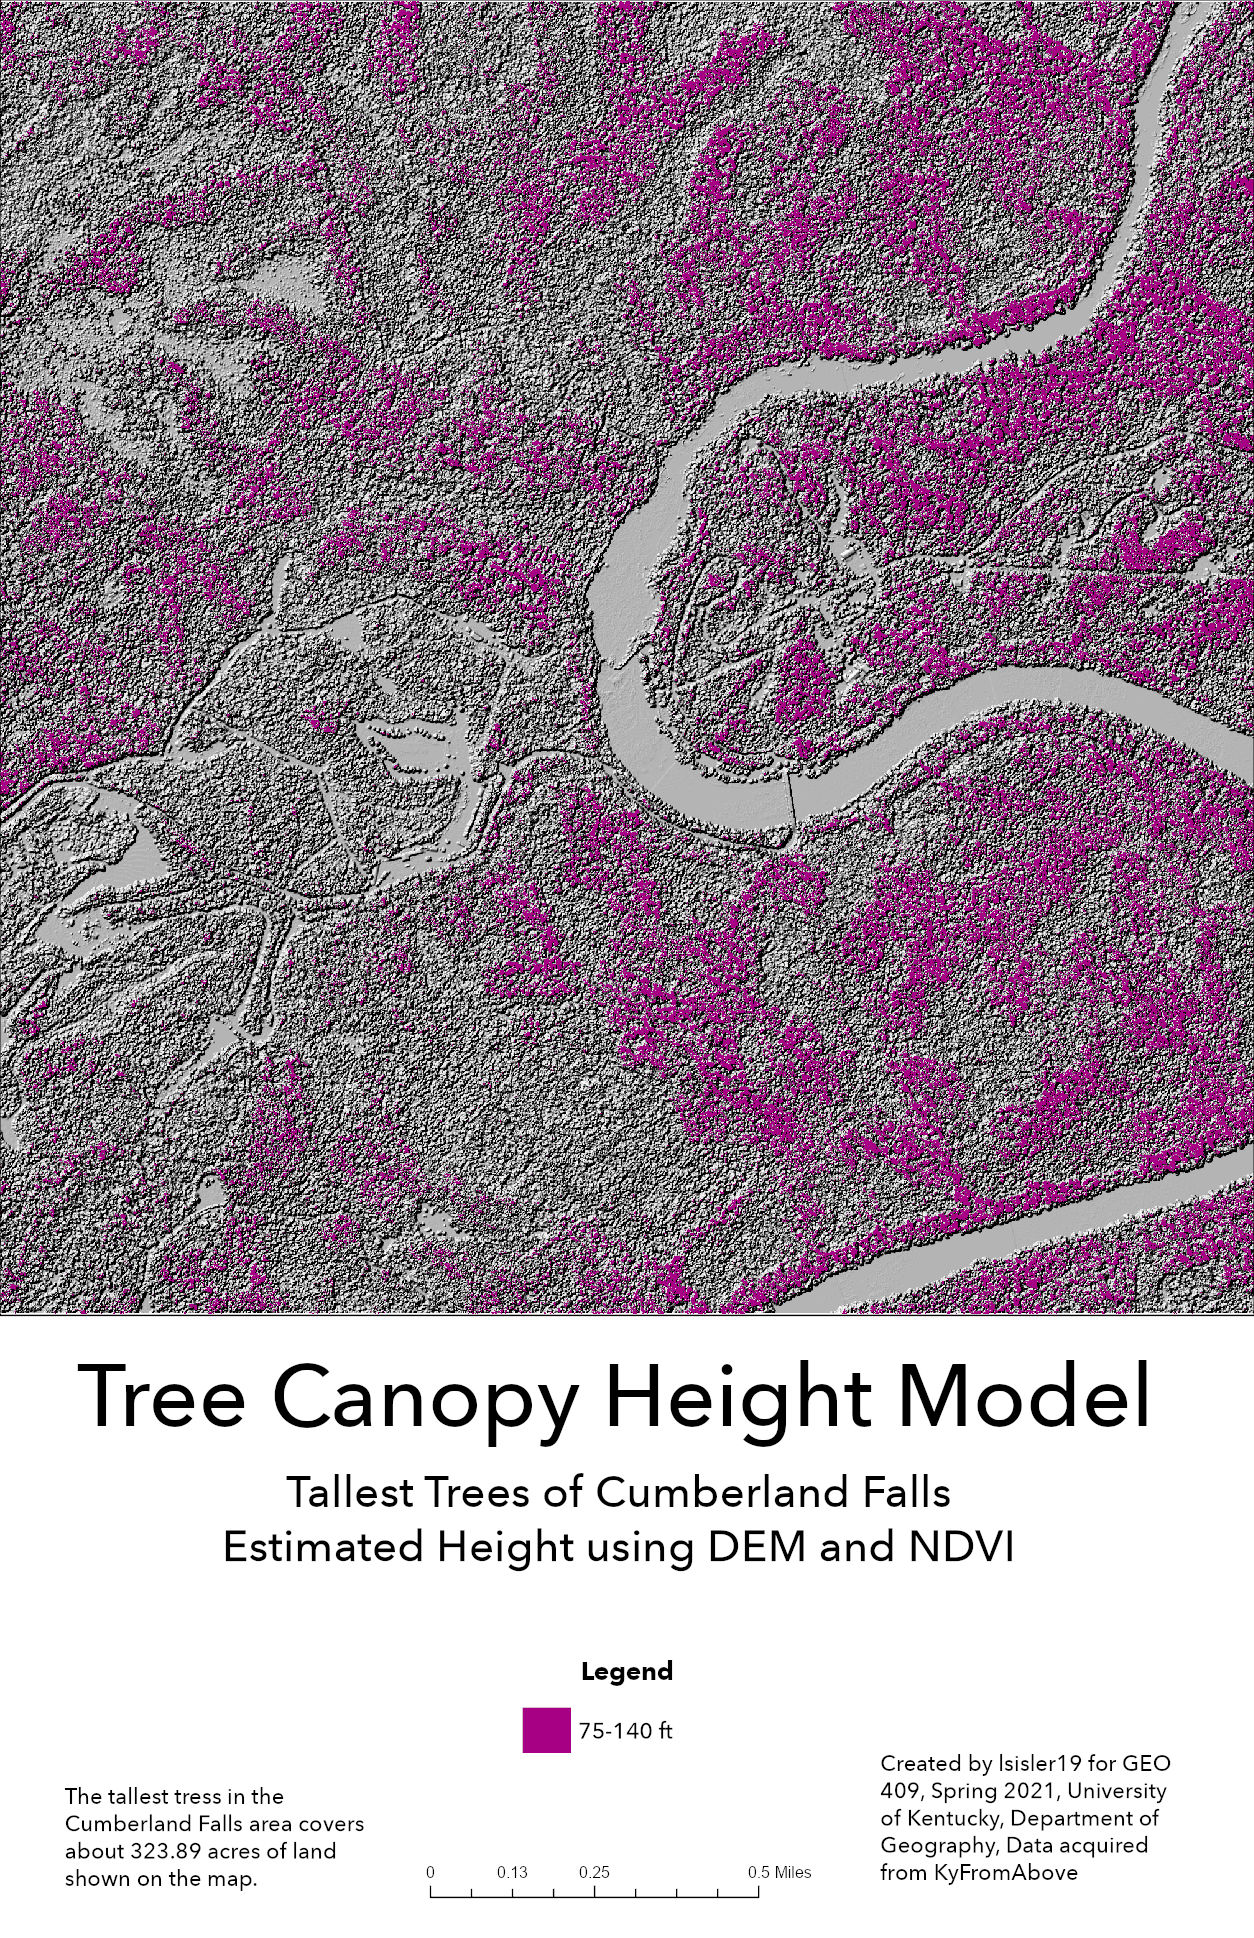 Tree Canopy Height Model
Tallest Trees of Cumberland Falls
Estimated Height using DEM and NDVI
Legend
75-140 ft
The tallest tress in the
Cumberland Falls area covers
about 323.89 acres of land
shown on the map.
0 0.13 0.25 0.5 Miles
Created by lsisler19 for GEO
409, Spring 2021, University
of Kentucky, Department of
Geography, Data acquired
from KyFromAbove